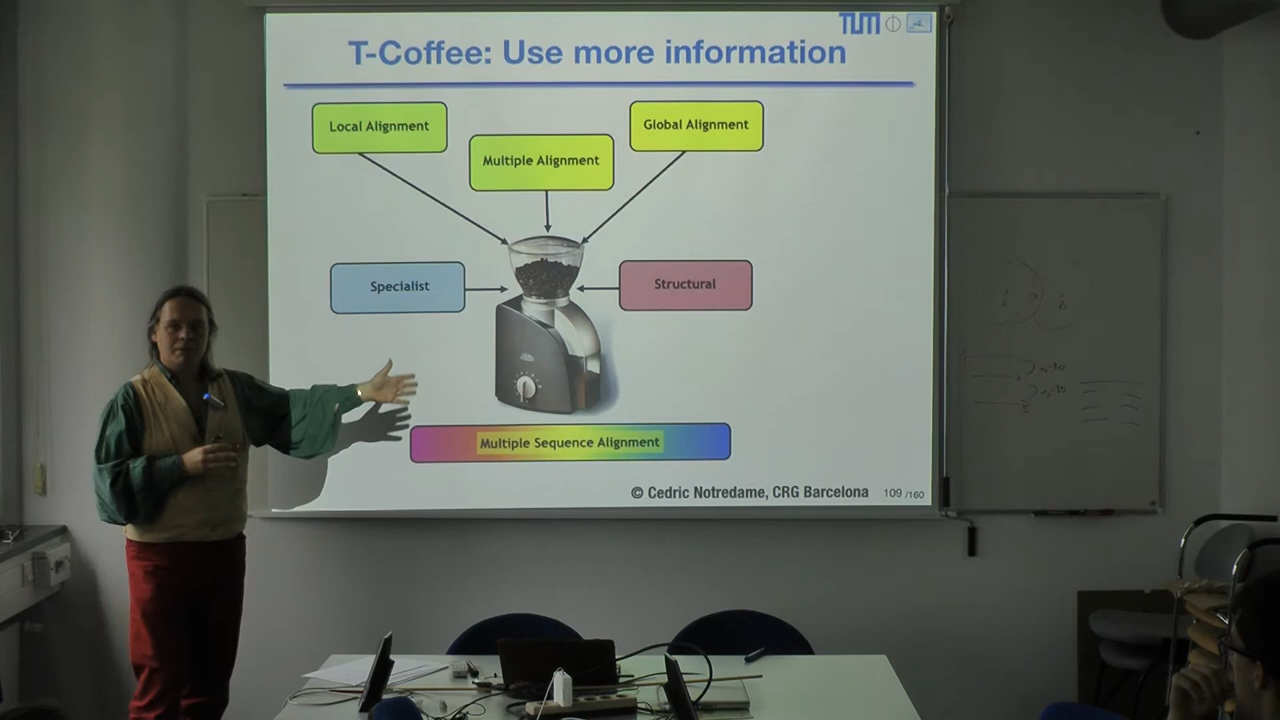 TUM
T-Coffee: Use more information
Local Alignment
Multiple Alignment
Global Alignment
Specialist
Structural
Multiple Sequence Alignment
© Cedric Notredame, CRG Barcelona
109 /160